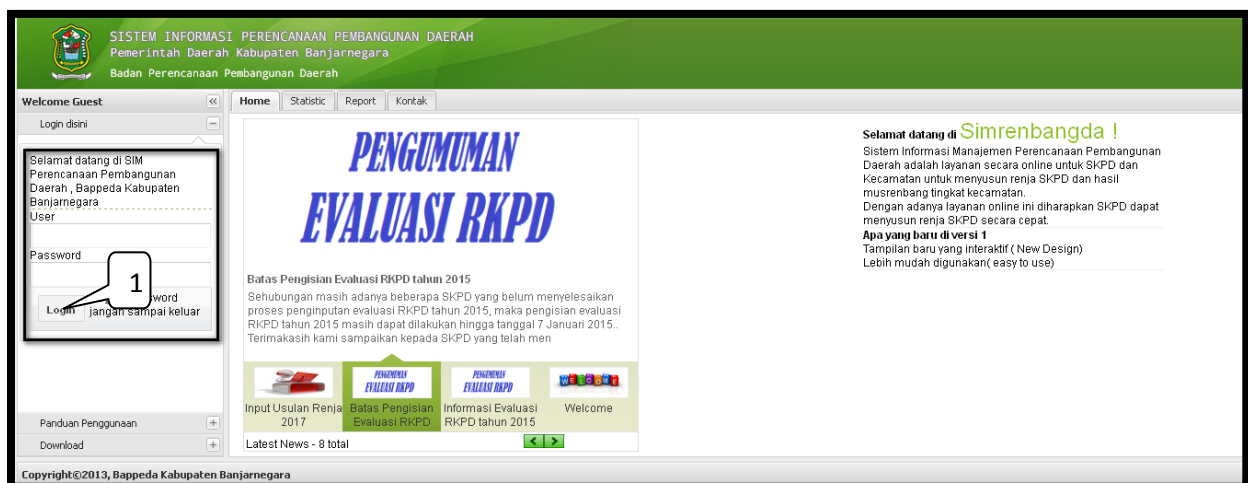 SISTEM INFORMASI PERENCANAAN PEMBANGUNAN DAERAH
Pemerintah Daerah Kabupaten Banjarnegara
Badan Perencanaan Pembangunan Daerah
Welcome Guest
Login disini
Selamat datang di SIM
Perencanaan Pembangunan
Daerah , Bappeda Kabupaten
Banjarnegara
User
Password
1
Login
jangan sampai keluar
Panduan Penggunaan
Download
Home Statistic Report Kontak
PENGUMUMAN
EVALUASI RKPD
Batas Pengisian Evaluasi RKPD tahun 2015
Sehubungan masih adanya beberapa SKPD yang belum menyelesaikan
proses penginputan evaluasi RKPD tahun 2015, maka pengisian evaluasi
RKPD tahun 2015 masih dapat dilakukan hingga tanggal 7 Januari 2015..
Terimakasih kami sampaikan kepada SKPD yang telah men
PENGUMUMAN
EVALUASI RKPD
PENGUMUMAN
EVALUASI RKPD
WELCOME
Input Usulan Renja
2017
Batas Pengisian
Evaluasi RKPD
Informasi Evaluasi
RKPD tahun 2015
Welcome
Latest News - 8 total
Selamat datang di Simrenbangda !
Sistem Informasi Manajemen Perencanaan Pembangunan
Daerah adalah layanan secara online untuk SKPD dan
Kecamatan untuk menyusun renja SKPD dan hasil
musrenbang tingkat kecamatan.
Dengan adanya layanan online ini diharapkan SKPD dapat
menyusun renja SKPD secara cepat.
Apa yang baru di versi 1
Tampilan baru yang interaktif ( New Design)
Lebih mudah digunakan( easy to use)
Copyright©2013, Bappeda Kabupaten Banjarnegara